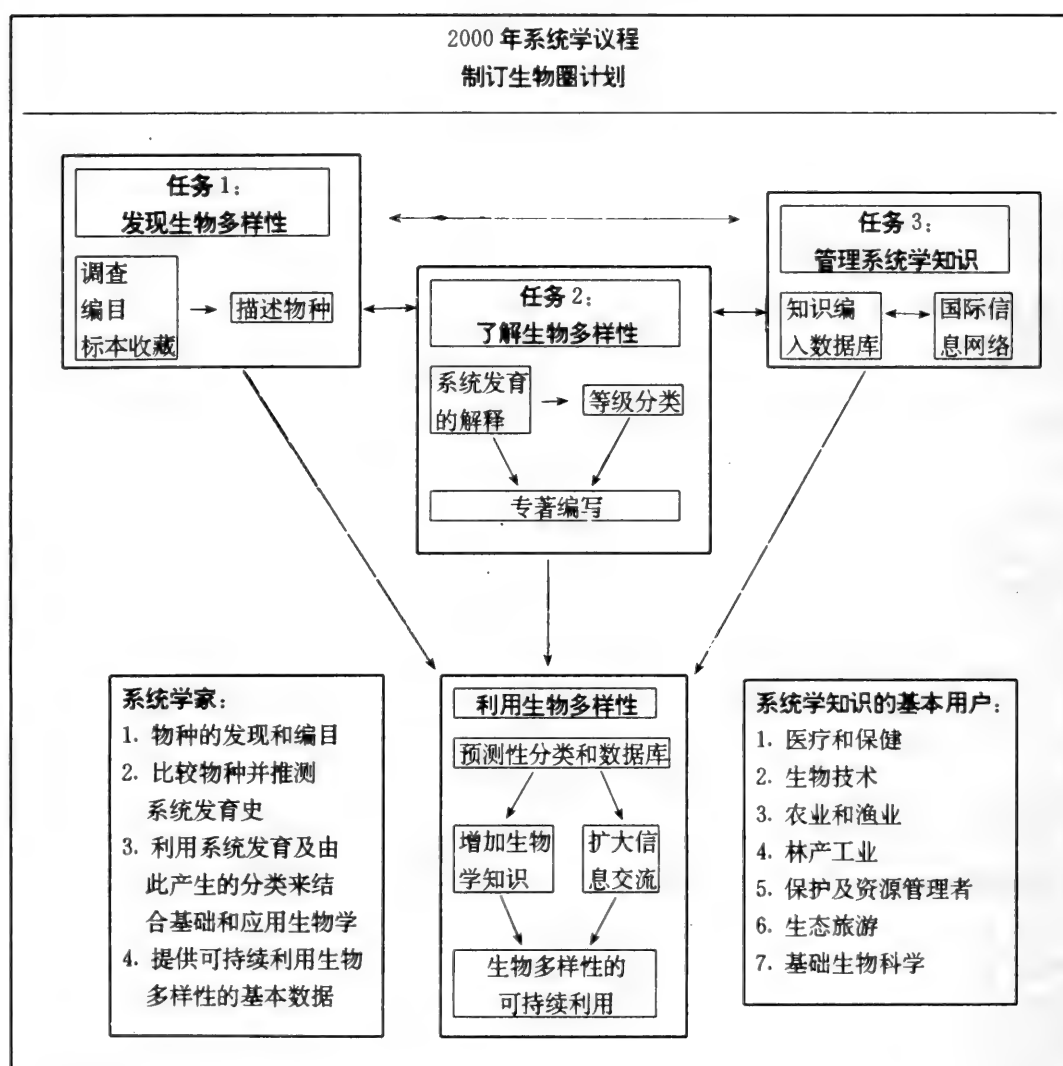 2000年系统学议程
制订生物圈计划
任务1：
发现生物多样性
调查
编目
标本收藏
描述物种
任务2：
了解生物多样性
系统发育
的解释
等级分类
专著编写
任务3：
管理系统学知识
知识编
入数据库
国际信
息网络
系统学家：
1. 物种的发现和编目
2. 比较物种并推测
系统发育史
3. 利用系统发育及由
此产生的分类来结
合基础和应用生物学
4. 提供可持续利用生物
多样性的基本数据
利用生物多样性
预测性分类和数据库
增加生物
学知识
扩大信
息交流
生物多样性的
可持续利用
系统学知识的基本用户：
1. 医疗和保健
2. 生物技术
3. 农业和渔业
4. 林产工业
5. 保护及资源管理者
6. 生态旅游
7. 基础生物科学